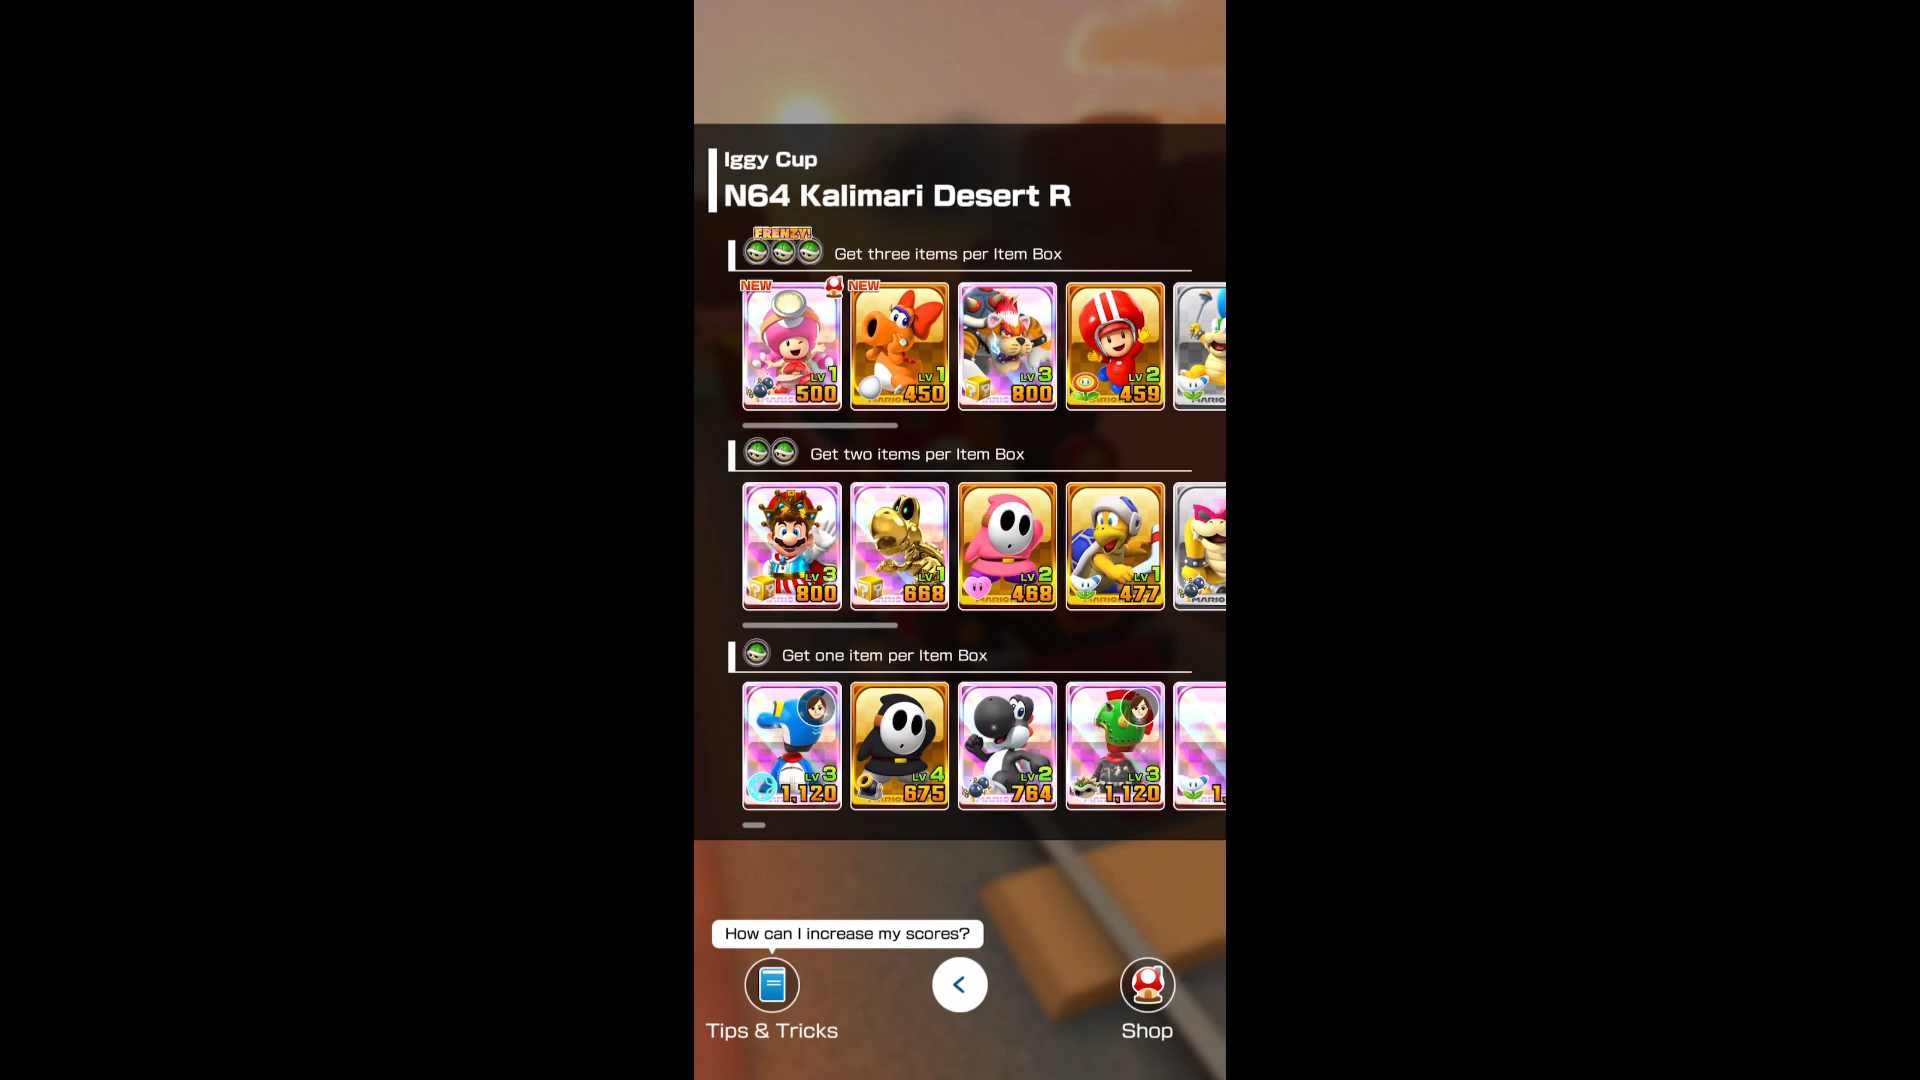 Iggy Cup
N64 Kalimari Desert R
FRENZY!
Get three items per Item Box
NEW NEW
LV 1 LV 1 LV 3 LV 2
500 450 800 459
Get two items per Item Box
LV 3 LV 1 LV 2 LV 1
800 668 468 477
Get one item per Item Box
LV 3 LV 4 LV 2 LV 3
1,120 675 764 1,120
How can I increase my scores?
Tips & Tricks
Shop